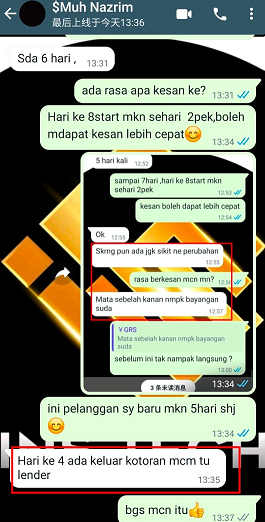 $Muh Nazrim
最后上线于今天13:36
Sda 6 hari ,
13:31
ada rasa apa kesan ke?
13:31
Hari ke 8start mkn sehari 2pek,boleh
mdapat kesan lebih cepat😊
13:34
5 hari kali
12:52
sampai 7hari ,hari ke 8start mkn
sehari 2pek
12:53
kesan boleh dapat lebih cepat
12:54
Ok
12:55
Skrng pun ada jgk sikit ne perubahan
12:55
rasa berkesan mcn mn?
12:56
Mata sebelah kanan nmpk bayangan
suda
12:57
¥ GRS
Mata sebelah kanan nmpk bayangan
suda
sebelum ini tak nampak langsung ?
13:00
3 条未读消息
13:34
ini pelanggan sy baru mkn 5hari shj
😊
13:34
Hari ke 4 ada keluar kotoran mcm tu
lender
13:35
bgs mcn itu👍
13:37